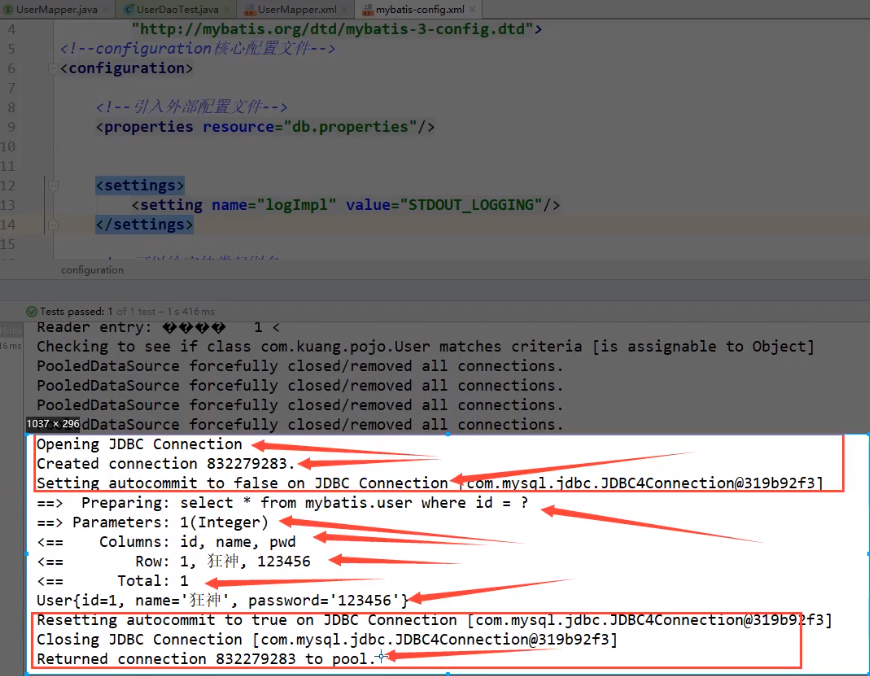 UserMapper.java × UserDaoTest.java × UserMapper.xml × mybatis-config.xml ×
4 "http://mybatis.org/dtd/mybatis-3-config.dtd">
5 <!--configuration核心配置文件-->
6 <configuration>
7
8 <!--引入外部配置文件-->
9 <properties resource="db.properties"/>
10
11
12 <settings>
13 <setting name="logImpl" value="STDOUT_LOGGING"/>
14 </settings>
15
configuration
Tests passed: 1 of 1 test – 1 s 416 ms
Reader entry: ���� 1 <
16 ms Checking to see if class com.kuang.pojo.User matches criteria [is assignable to Object]
PooledDataSource forcefully closed/removed all connections.
PooledDataSource forcefully closed/removed all connections.
PooledDataSource forcefully closed/removed all connections.
1037 × 296 edDataSource forcefully closed/removed all connections.
Opening JDBC Connection
Created connection 832279283.
Setting autocommit to false on JDBC Connection [com.mysql.jdbc.JDBC4Connection@319b92f3]
==> Preparing: select * from mybatis.user where id = ?
==> Parameters: 1(Integer)
<== Columns: id, name, pwd
<== Row: 1, 狂神, 123456
<== Total: 1
User{id=1, name='狂神', password='123456'}
Resetting autocommit to true on JDBC Connection [com.mysql.jdbc.JDBC4Connection@319b92f3]
Closing JDBC Connection [com.mysql.jdbc.JDBC4Connection@319b92f3]
Returned connection 832279283 to pool.